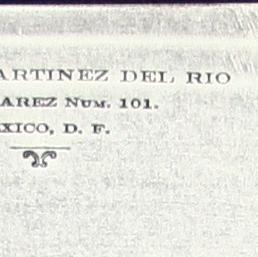 ARTINEZ DEL RIO
AREZ NUM. 101.
XICO, D. F.